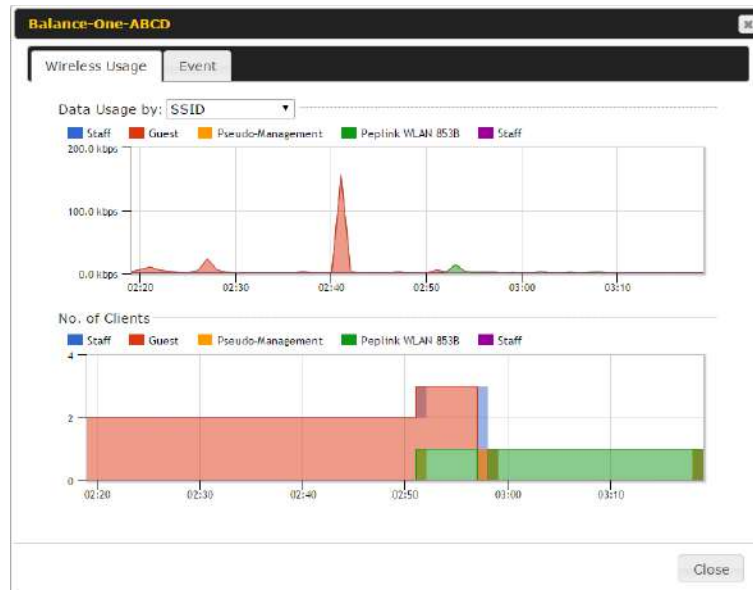 Balance-One-ABCD
Wireless Usage Event
Data Usage by: SSID
Staff Guest Pseudo-Management Peplink WLAN 853B Staff
200.0 kbps
100.0 kbps
0.0 kbps
02:20 02:30 02:40 02:50 03:00 03:10
No. of Clients
Staff Guest Pseudo-Management Peplink WLAN 853B Staff
4
2
0
02:20 02:30 02:40 02:50 03:00 03:10
Close